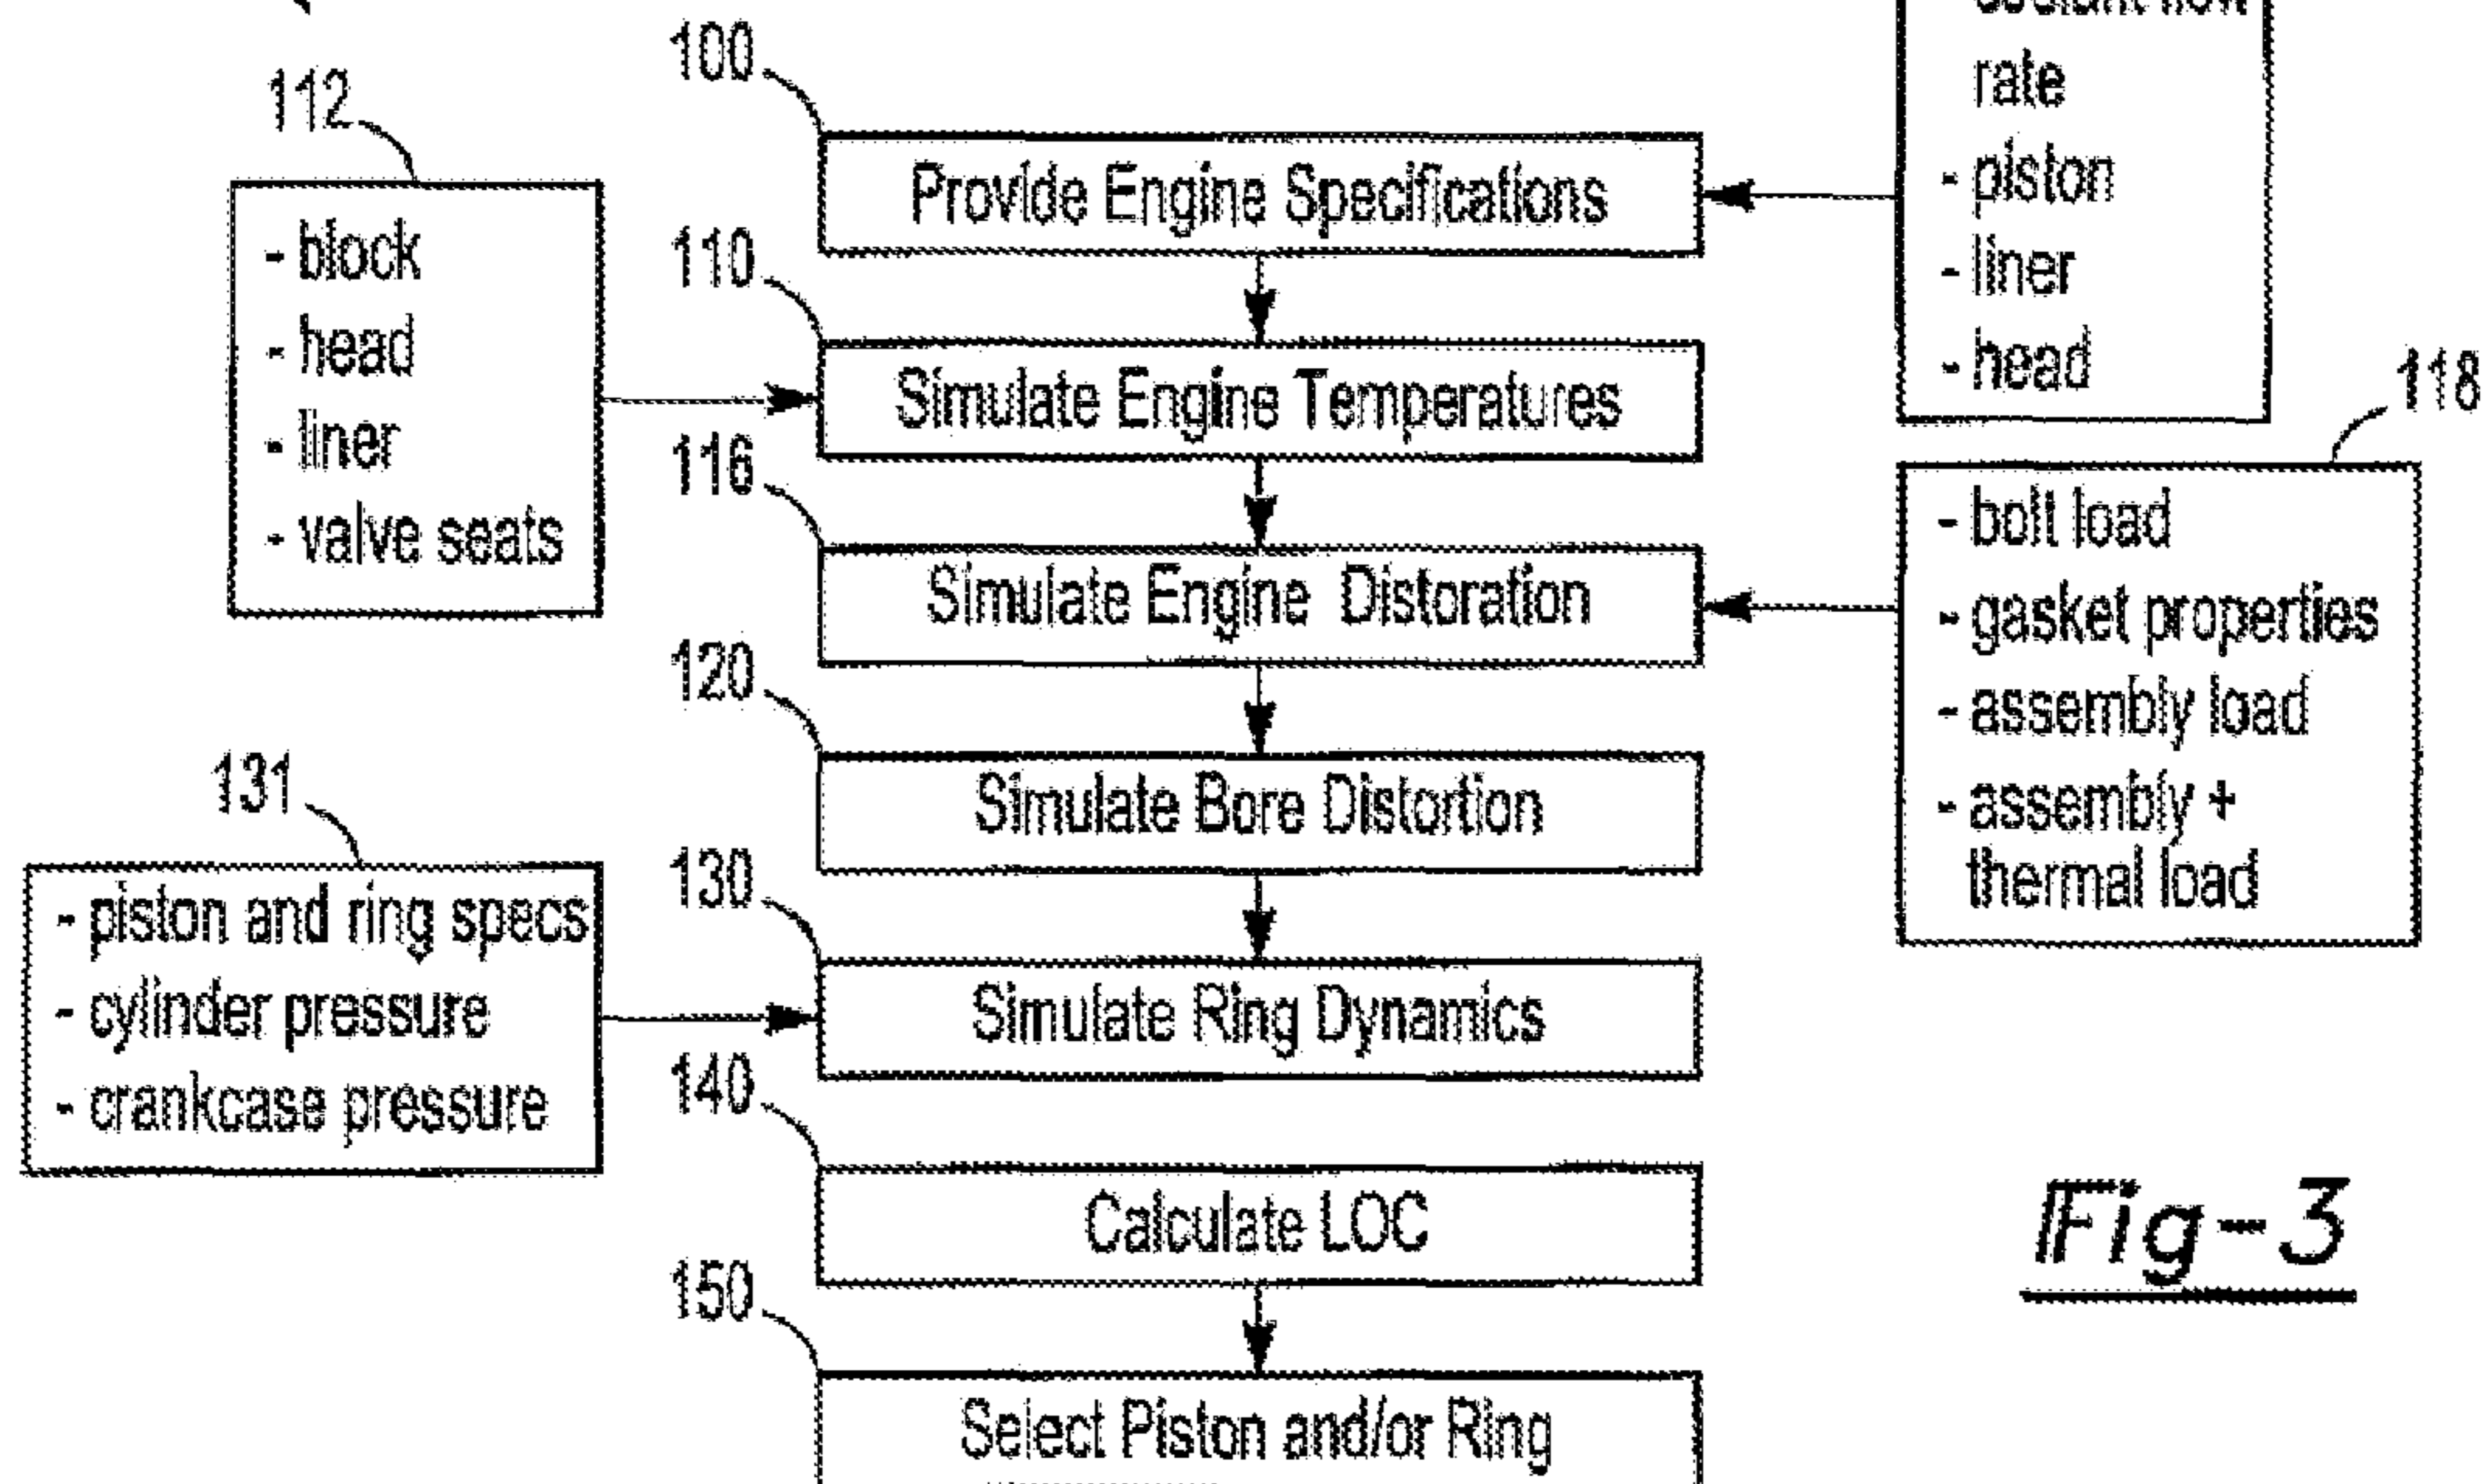 100
rate
- piston
- liner
- head
112
- block
- head
- liner
- valve seats
Provide Engine Specifications
110
Simulate Engine Temperatures
118
116
Simulate Engine Distoration
- bolt load
- gasket properties
- assembly load
- assembly +
thermal load
120
Simulate Bore Distortion
131
- piston and ring specs
- cylinder pressure
- crankcase pressure
130
Simulate Ring Dynamics
140
Calculate LOC
150
Select Piston and/or Ring
Fig-3